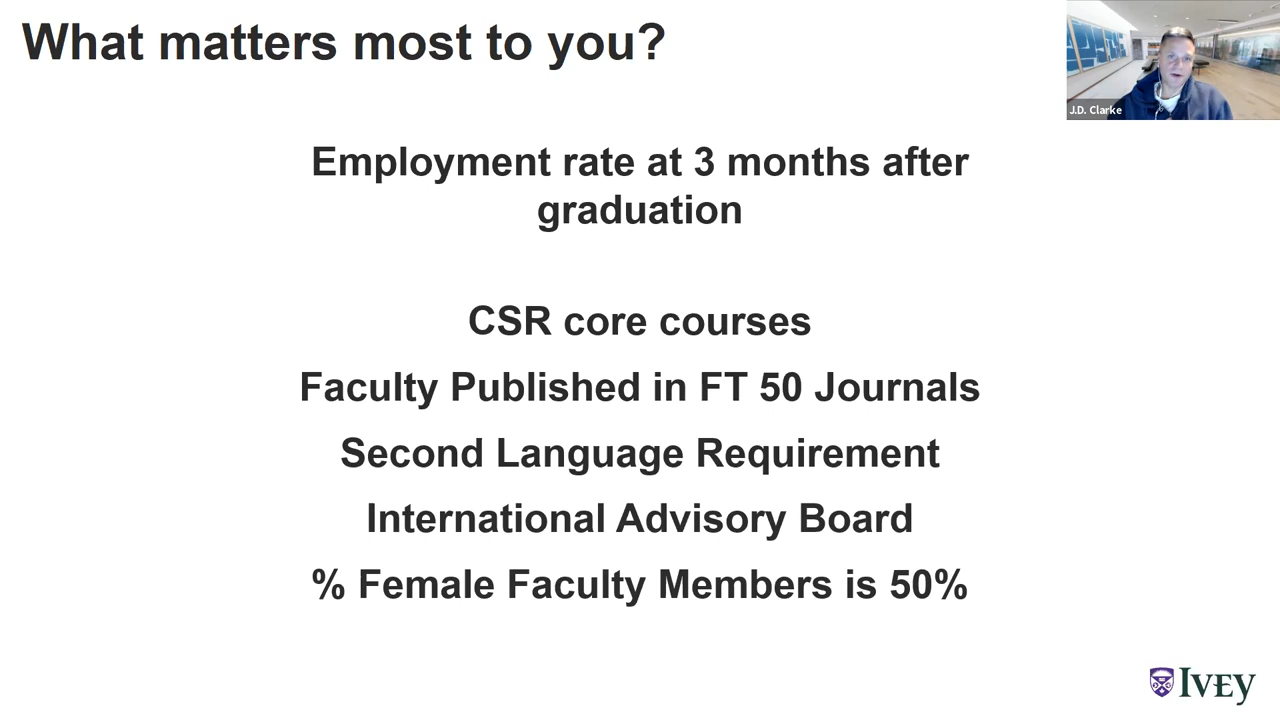 What matters most to you?
J.D. Clarke
Employment rate at 3 months after
graduation
CSR core courses
Faculty Published in FT 50 Journals
Second Language Requirement
International Advisory Board
% Female Faculty Members is 50%
IVEY